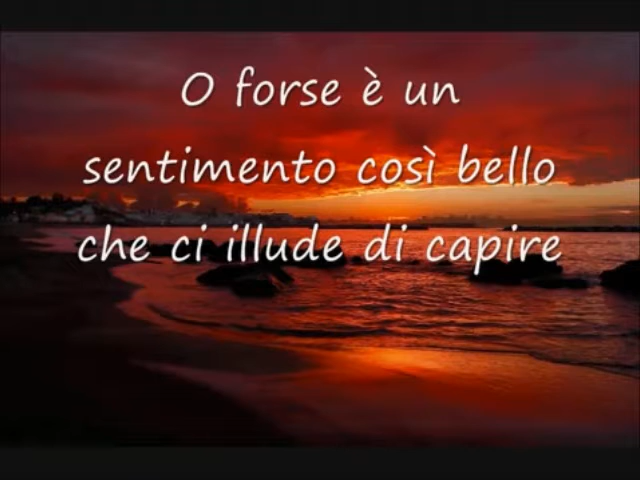 O forse è un
sentimento così bello
che ci illude di capire